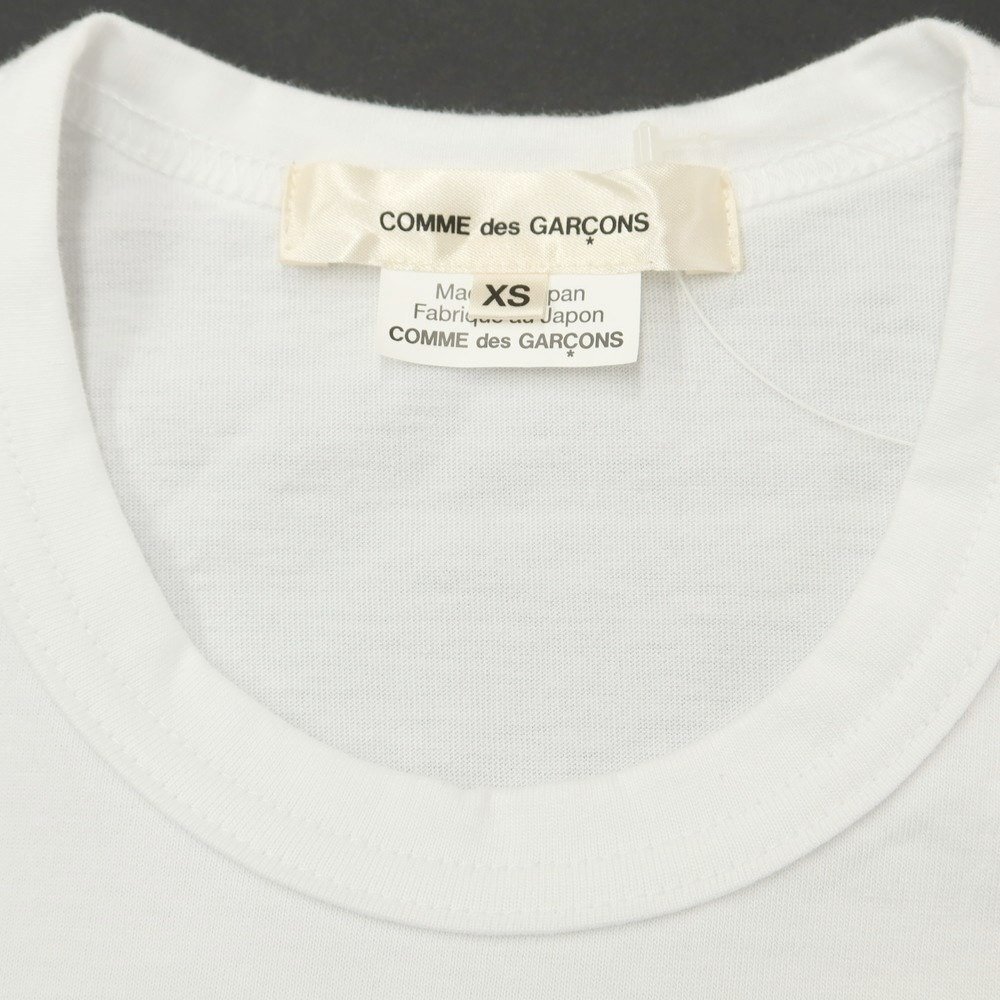 COMME des GARÇONS
XS
Fabrique au Japon
COMME des GARÇONS